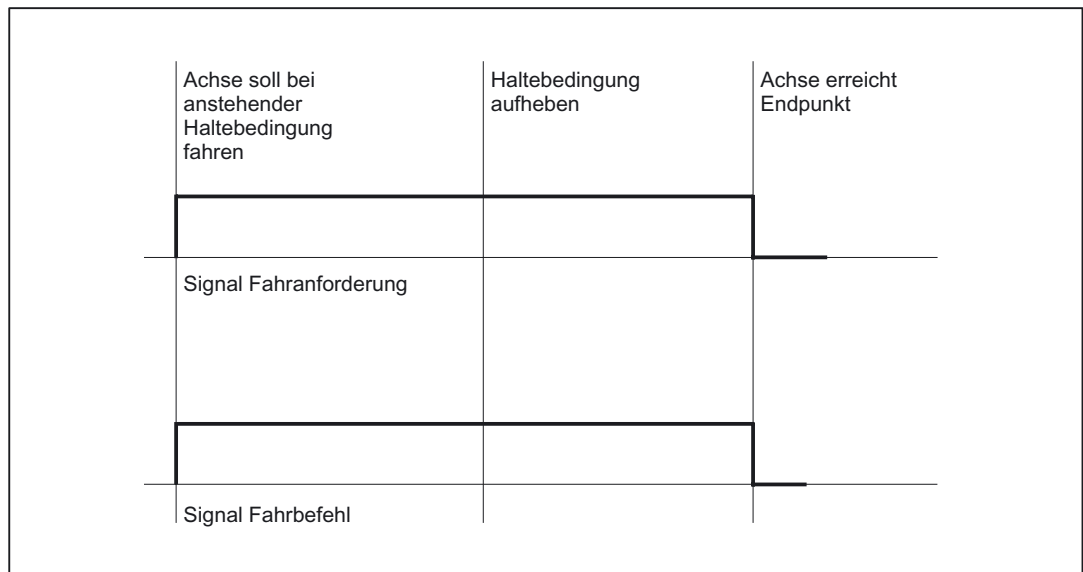 Achse soll bei
anstehender
Haltebedingung
fahren
Haltebedingung
aufheben
Achse erreicht
Endpunkt
Signal Fahranforderung
Signal Fahrbefehl